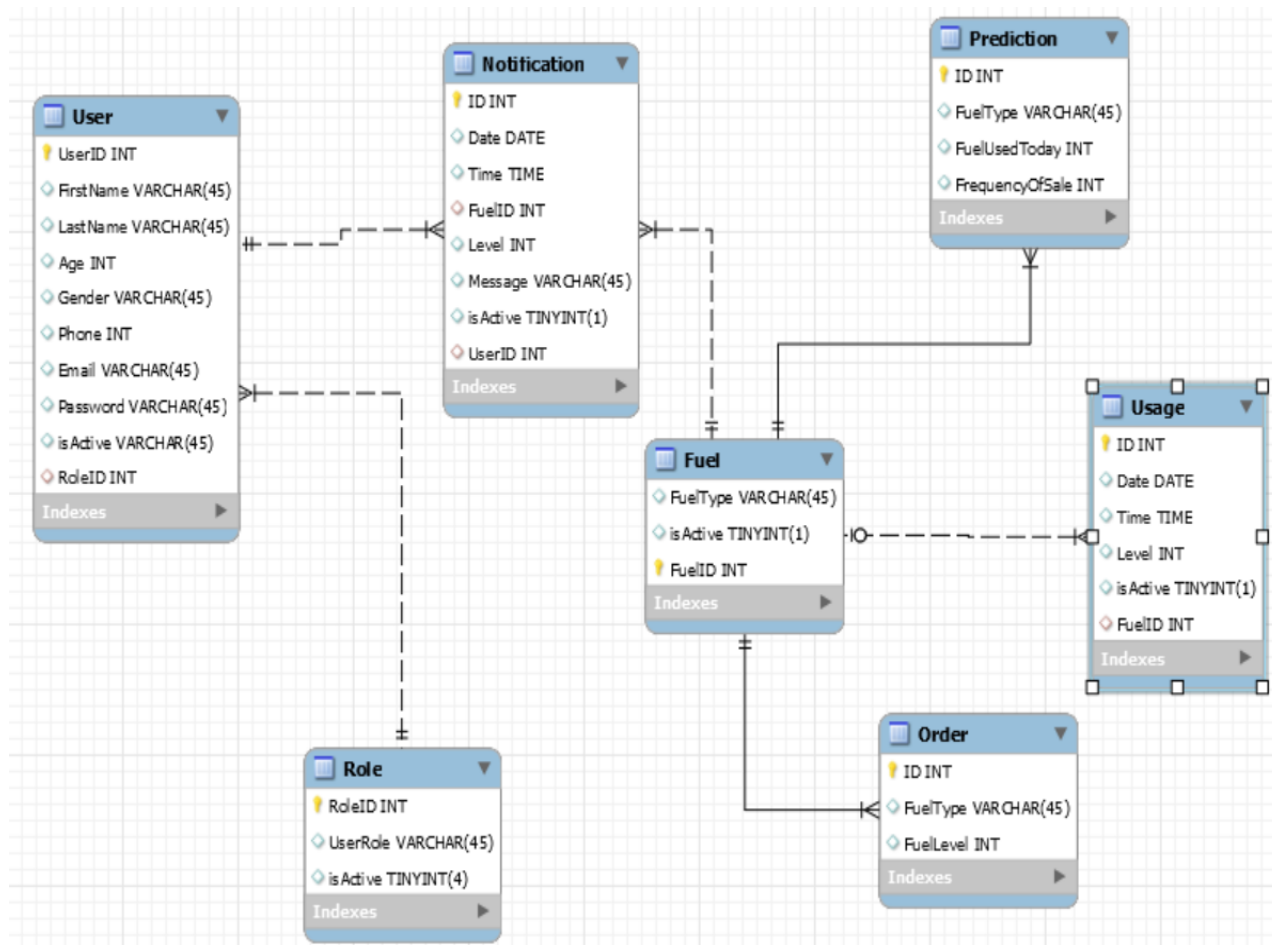 User
UserID INT
FirstName VARCHAR(45)
LastName VARCHAR(45)
Age INT
Gender VARCHAR(45)
Phone INT
Email VARCHAR(45)
Password VARCHAR(45)
isActive VARCHAR(45)
RoleID INT
Indexes
Notification
ID INT
Date DATE
Time TIME
FuelID INT
Level INT
Message VARCHAR(45)
isActive TINYINT(1)
UserID INT
Indexes
Prediction
ID INT
FuelType VARCHAR(45)
FuelUsedToday INT
FrequencyOfSale INT
Indexes
Fuel
FuelType VARCHAR(45)
isActive TINYINT(1)
FuelID INT
Indexes
Usage
ID INT
Date DATE
Time TIME
Level INT
isActive TINYINT(1)
FuelID INT
Indexes
Role
RoleID INT
UserRole VARCHAR(45)
isActive TINYINT(4)
Indexes
Order
ID INT
FuelType VARCHAR(45)
FuelLevel INT
Indexes